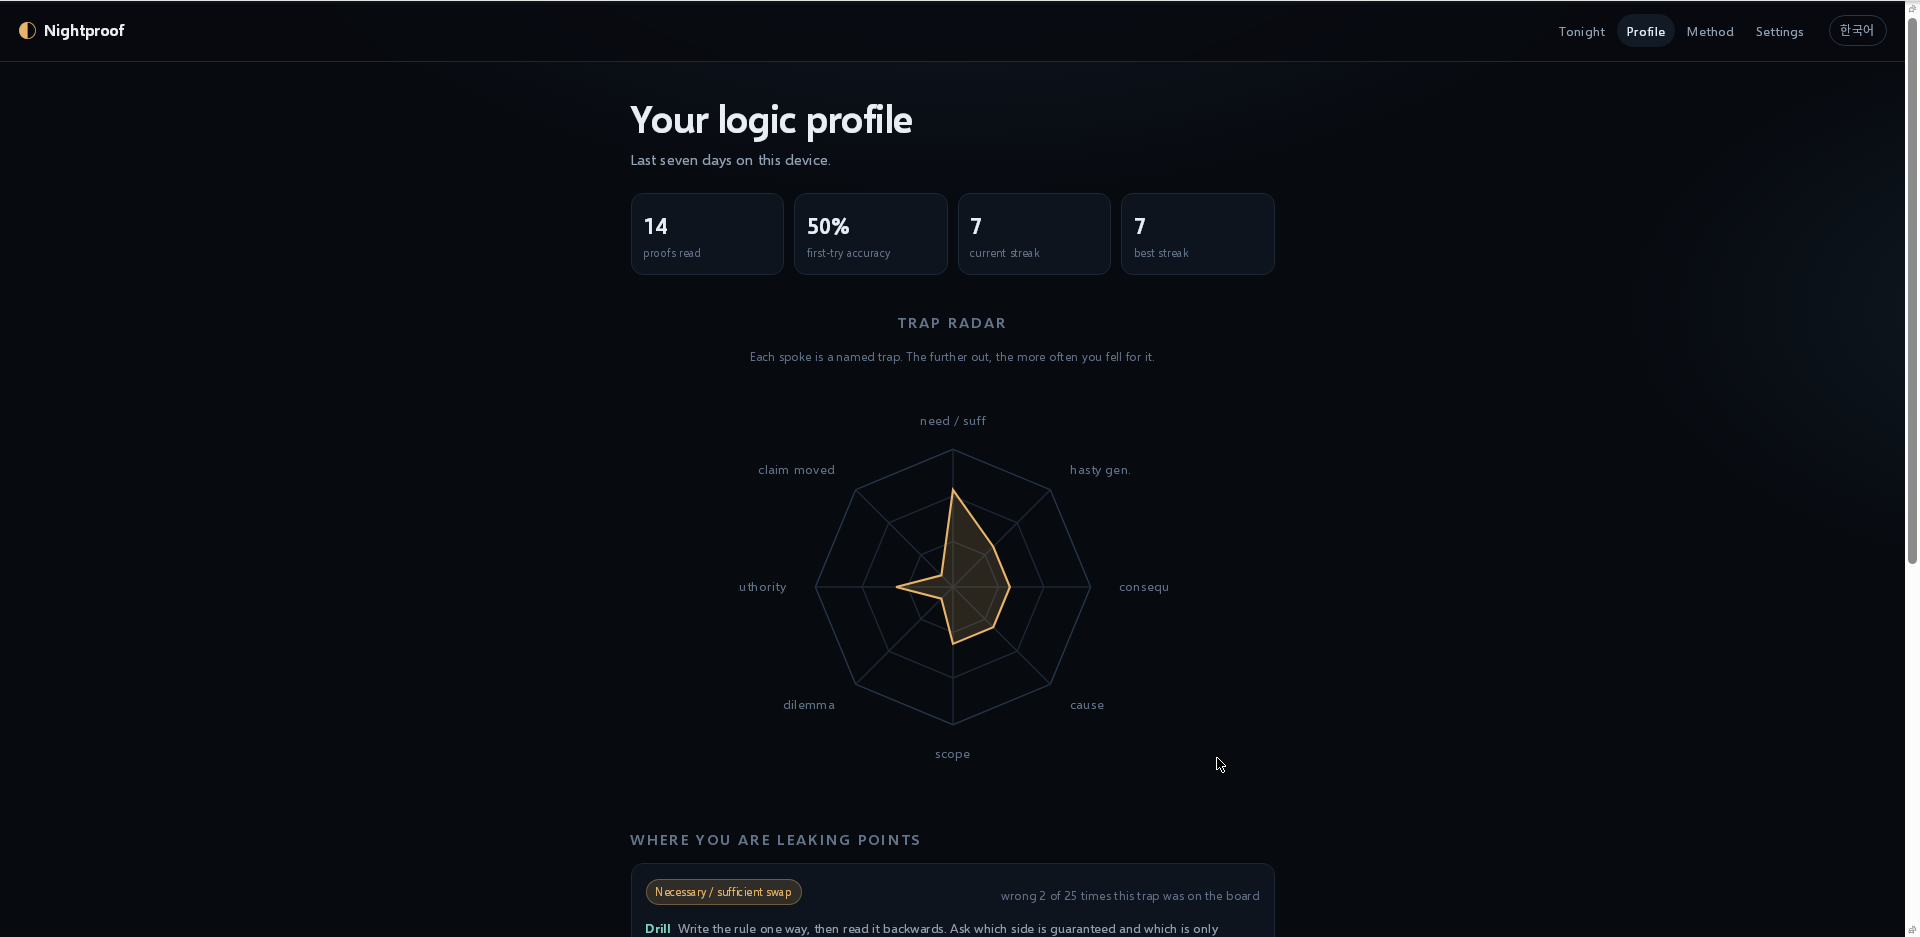 Nightproof
Tonight
Profile
Method
Settings
한국어
Your logic profile
Last seven days on this device.
14
proofs read
50%
first-try accuracy
7
current streak
7
best streak
TRAP RADAR
Each spoke is a named trap. The further out, the more often you fell for it.
need / suff
claim moved
hasty gen.
uthority
consequ
dilemma
cause
scope
WHERE YOU ARE LEAKING POINTS
Necessary / sufficient swap
wrong 2 of 25 times this trap was on the board
Drill Write the rule one way, then read it backwards. Ask which side is guaranteed and which is only